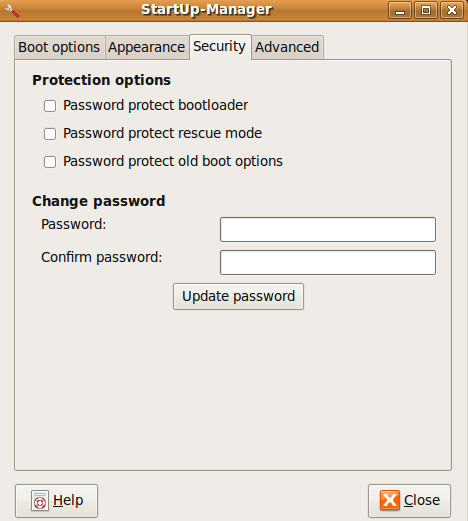 StartUp-Manager
Boot options Appearance Security Advanced
Protection options
Password protect bootloader
Password protect rescue mode
Password protect old boot options
Change password
Password:
Confirm password:
Update password
Help Close